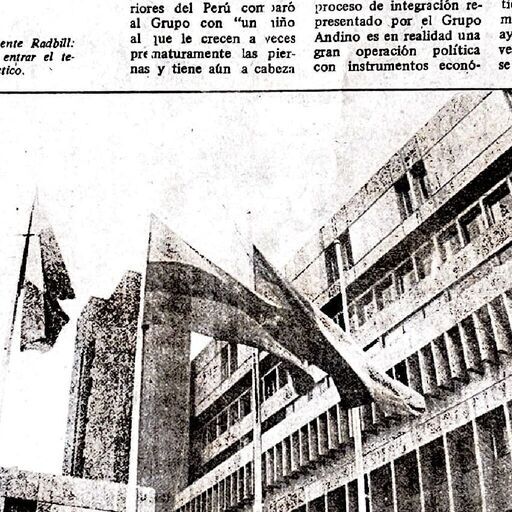 ente Radbill:
entrar el te-
tico.
riores del Perú comparó
al Grupo con "un niño
al que le crecen a veces
prematuramente las pier-
nas y tiene aún a cabeza
proceso de integración re-
presentado por el Grupo
Andino es en realidad una
gran operación política
con instrumentos econó-
ti
m
ay
ve
se